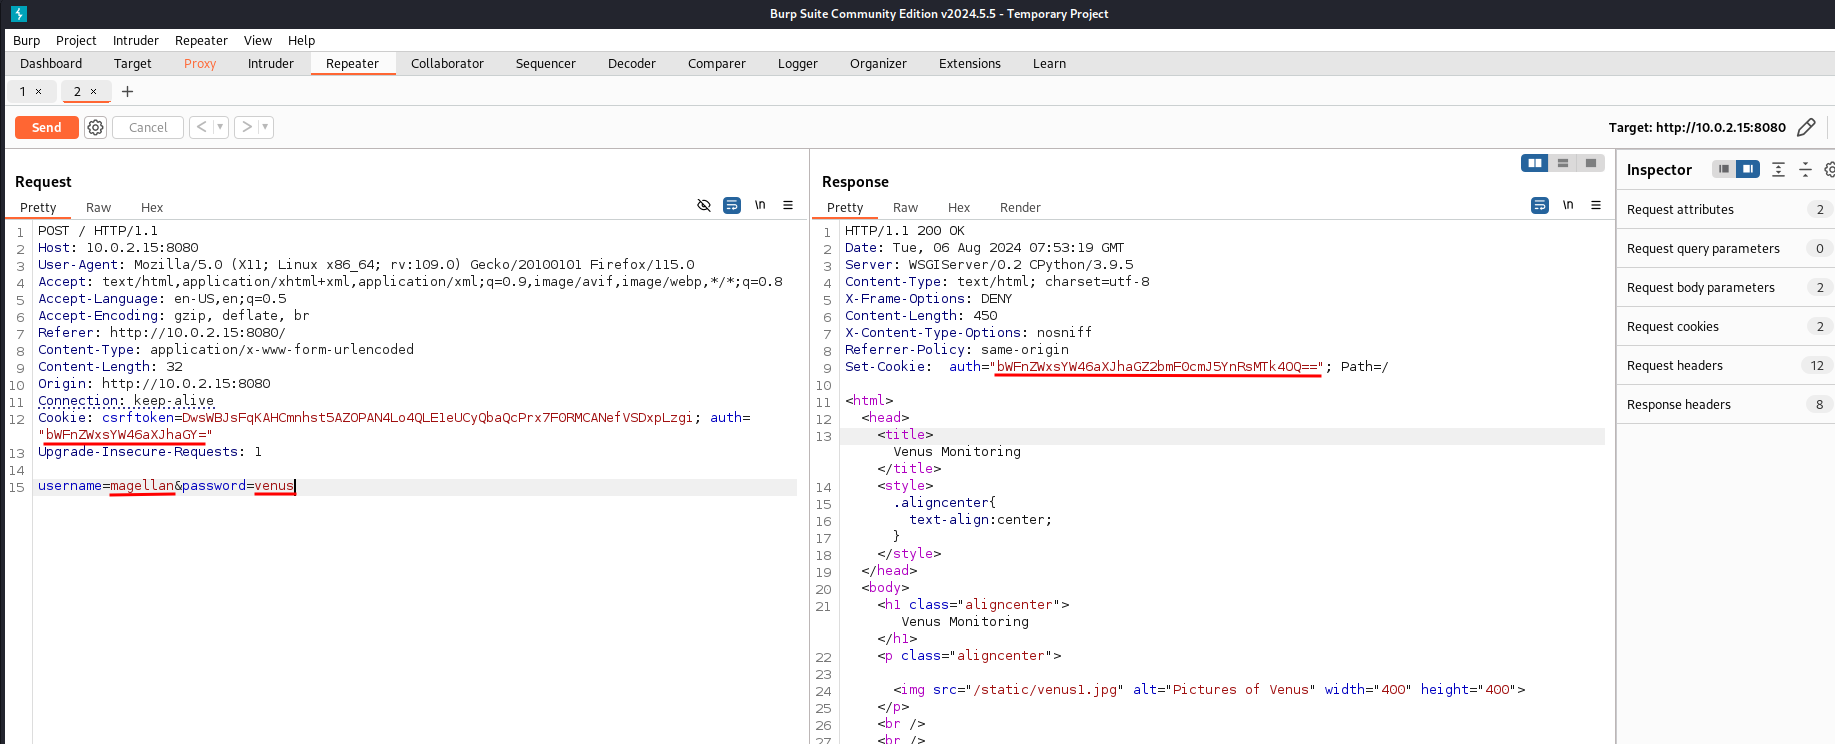 Burp Suite Community Edition v2024.5.5 - Temporary Project
Burp Project Intruder Repeater View Help
Dashboard Target Proxy Intruder Repeater Collaborator Sequencer Decoder Comparer Logger Organizer Extensions Learn
1 × 2 × +
Send Cancel < > Target: http://10.0.2.15:8080
Request
Pretty Raw Hex \n
1 POST / HTTP/1.1
2 Host: 10.0.2.15:8080
3 User-Agent: Mozilla/5.0 (X11; Linux x86_64; rv:109.0) Gecko/20100101 Firefox/115.0
4 Accept: text/html,application/xhtml+xml,application/xml;q=0.9,image/avif,image/webp,*/*;q=0.8
5 Accept-Language: en-US,en;q=0.5
6 Accept-Encoding: gzip, deflate, br
7 Referer: http://10.0.2.15:8080/
8 Content-Type: application/x-www-form-urlencoded
9 Content-Length: 32
10 Origin: http://10.0.2.15:8080
11 Connection: keep-alive
12 Cookie: csrftoken=DwsWBJsFqKAHCmnhst5AZOPAN4Lo4QLE1eUCyQbaQcPrx7FORMCANefVSDxpLzgi; auth=
"bWFnZWxsYW46aXJhaGY="
13 Upgrade-Insecure-Requests: 1
14
15 username=magellan&password=venus
Response
Pretty Raw Hex Render \n
1 HTTP/1.1 200 OK
2 Date: Tue, 06 Aug 2024 07:53:19 GMT
3 Server: WSGIServer/0.2 CPython/3.9.5
4 Content-Type: text/html; charset=utf-8
5 X-Frame-Options: DENY
6 Content-Length: 450
7 X-Content-Type-Options: nosniff
8 Referrer-Policy: same-origin
9 Set-Cookie:  auth="bWFnZWxsYW46aXJhaGZ2bmF0cmJ5YnRsMTk4OQ=="; Path=/
10
11 <html>
12 <head>
13 <title>
Venus Monitoring
</title>
14 <style>
15 .aligncenter{
16 text-align:center;
17 }
18 </style>
19 </head>
20 <body>
21 <h1 class="aligncenter">
Venus Monitoring
</h1>
22 <p class="aligncenter">
23
24 <img src="/static/venus1.jpg" alt="Pictures of Venus" width="400" height="400">
25 </p>
26 <br />
27 <br />
Inspector
Request attributes 2
Request query parameters 0
Request body parameters 2
Request cookies 2
Request headers 12
Response headers 8